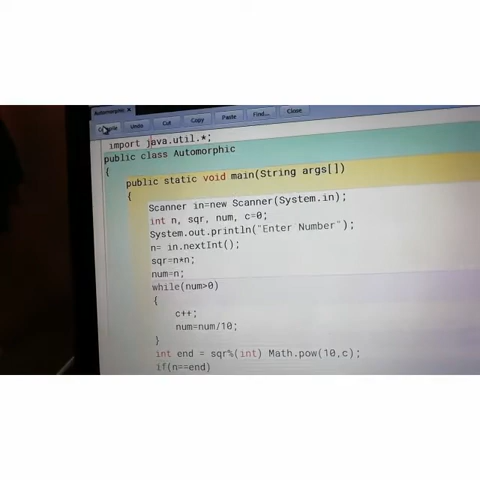 Automorphic ×
Compile Undo Cut Copy Paste Find... Close
import java.util.*;
public class Automorphic
{
public static void main(String args[])
{
Scanner in=new Scanner(System.in);
int n, sqr, num, c=0;
System.out.println("Enter Number");
n= in.nextInt();
sqr=n*n;
num=n;
while(num>0)
{
c++;
num=num/10;
}
int end = sqr%(int) Math.pow(10,c);
if(n==end)